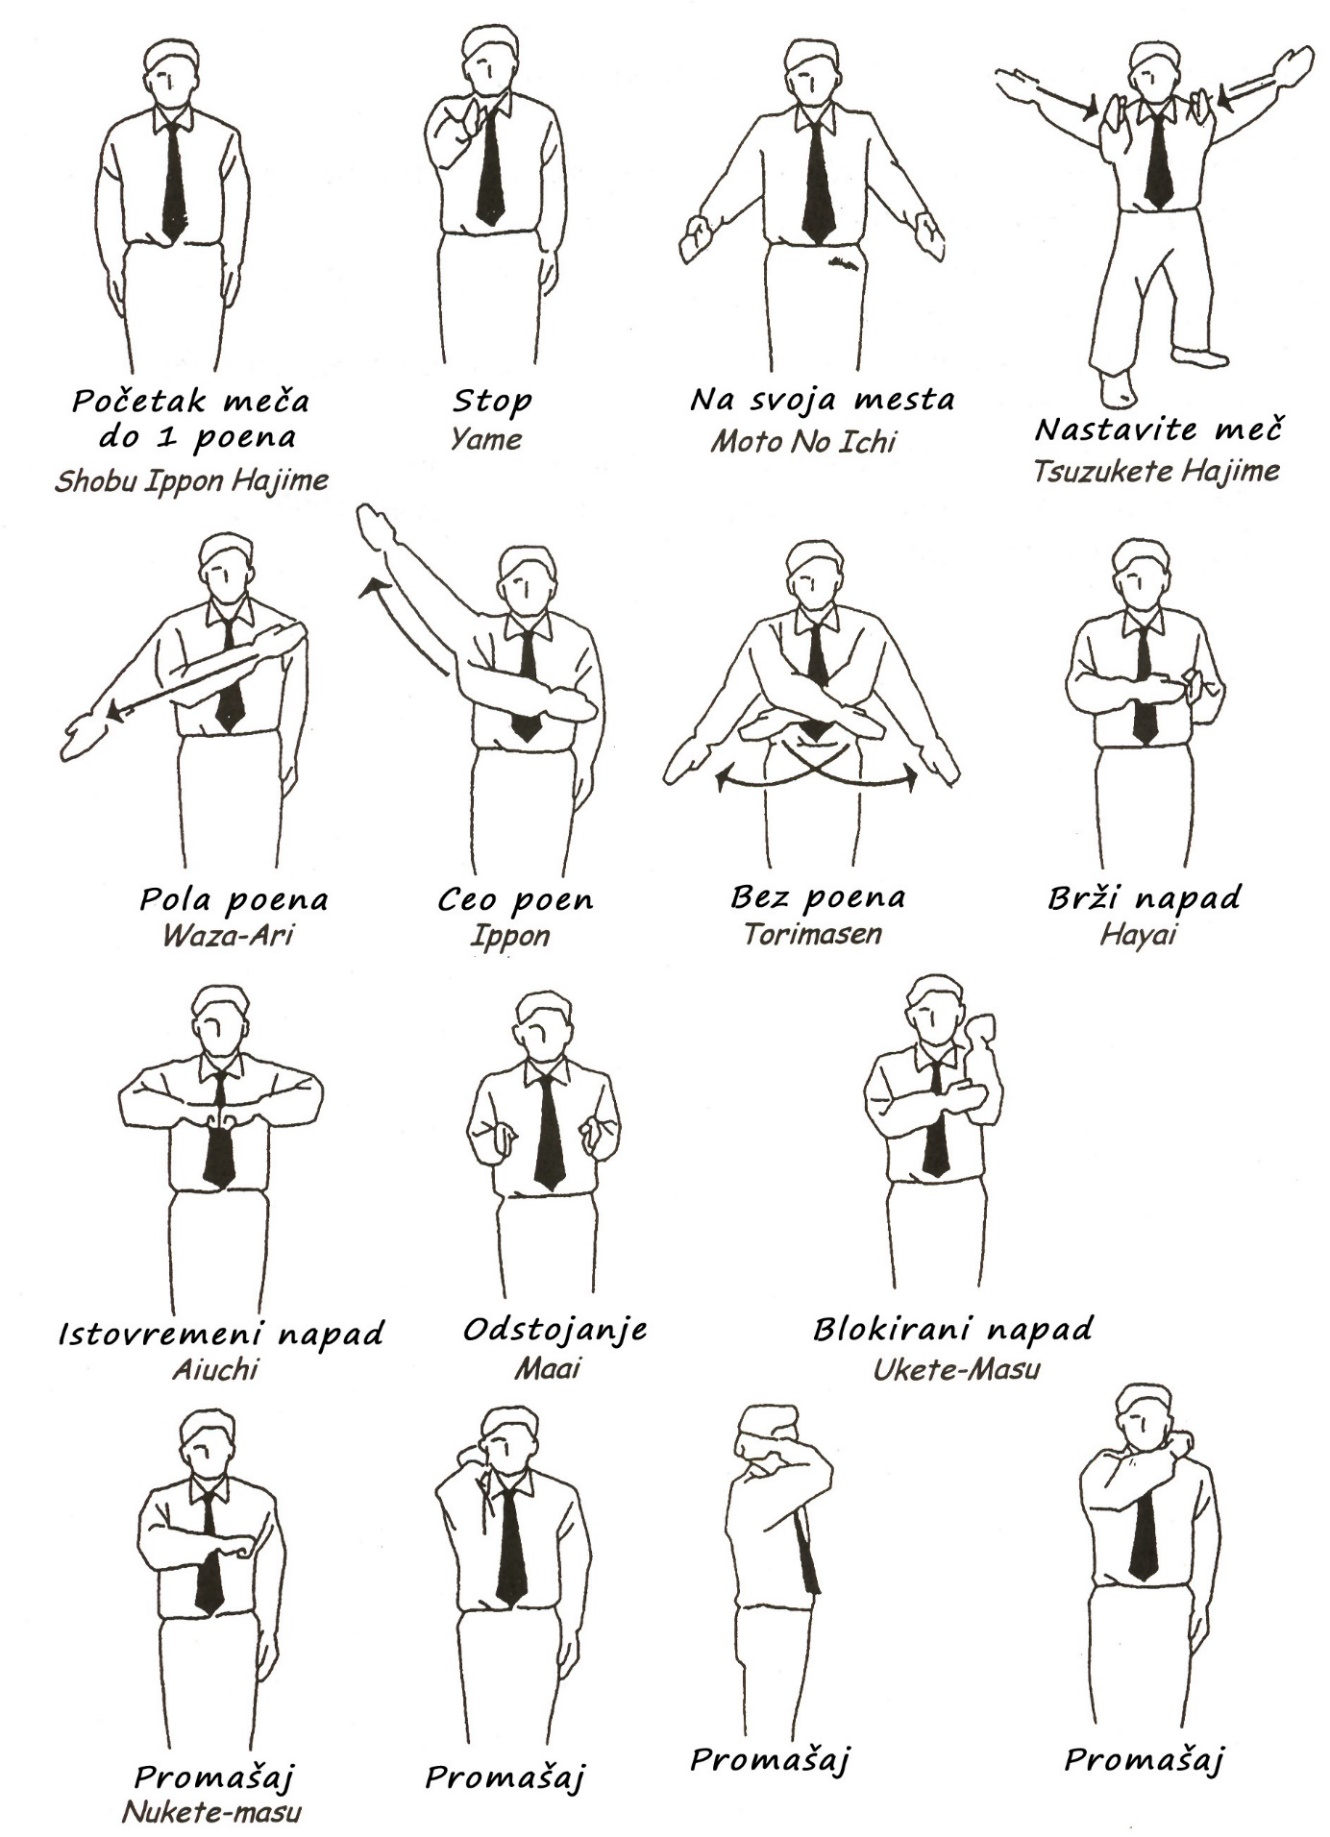 Početak meča
do 1 poena
Shobu Ippon Hajime
Stop
Yame
Na svoja mesta
Moto No Ichi
Nastavite meč
Tsuzukete Hajime
Pola poena
Waza-Ari
Ceo poen
Ippon
Bez poena
Torimasen
Brži napad
Hayai
Istovremeni napad
Aiuchi
Odstojanje
Maai
Blokirani napad
Ukete-Masu
Promašaj
Nukete-masu
Promašaj
Promašaj
Promašaj